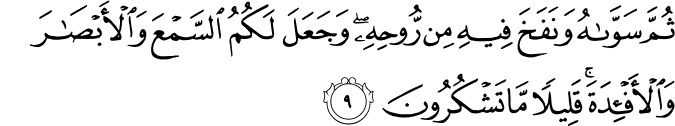 ثُمَّ سَوَّىٰهُ وَنَفَخَ فِيهِ مِن رُّوحِهِۦۖ وَجَعَلَ لَكُمُ ٱلسَّمۡعَ وَٱلۡأَبۡصَٰرَ
وَٱلۡأَفۡـِٔدَةَۚ قَلِيلٗا مَّا تَشۡكُرُونَ ٩